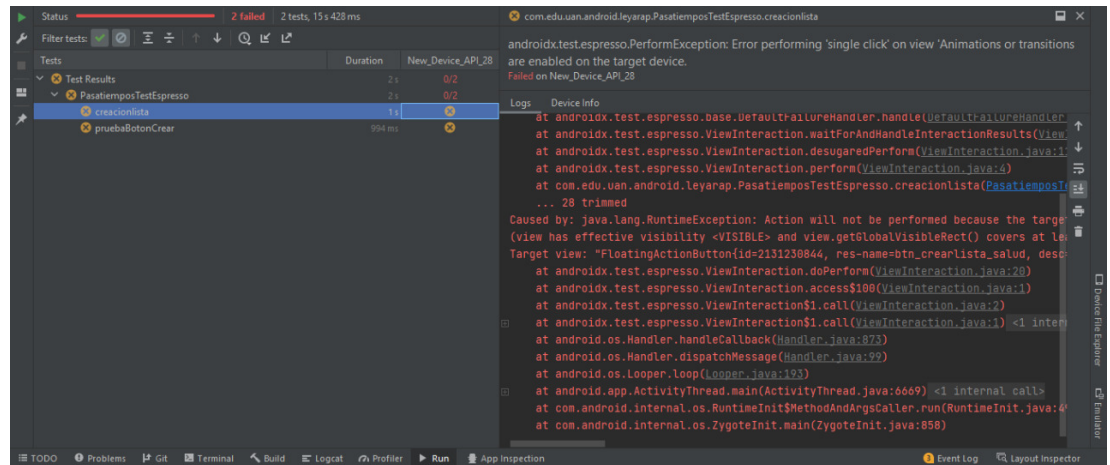 Status
2 failed
2 tests, 15 s 428 ms
Filter tests:
Tests Duration New_Device_API_28
Test Results 2 s 0/2
PasatiemposTestEspresso 2 s 0/2
creacionlista 1 s
pruebaBotonCrear 994 ms
com.edu.uan.android.leyarap.PasatiemposTestEspresso.creacionlista
androidx.test.espresso.PerformException: Error performing 'single click' on view 'Animations or transitions
are enabled on the target device.
Failed on New_Device_API_28
Logs Device Info
at androidx.test.espresso.base.DefaultFailureHandler.handle(DefaultFailureHandler
at androidx.test.espresso.ViewInteraction.waitForAndHandleInteractionResults(View
at androidx.test.espresso.ViewInteraction.desugaredPerform(ViewInteraction.java:1
at androidx.test.espresso.ViewInteraction.perform(ViewInteraction.java:4)
at com.edu.uan.android.leyarap.PasatiemposTestEspresso.creacionlista(PasatiemposT
... 28 trimmed
Caused by: java.lang.RuntimeException: Action will not be performed because the targe
(view has effective visibility <VISIBLE> and view.getGlobalVisibleRect() covers at le
Target view: "FloatingActionButton{id=2131230844, res-name=btn_crearlista_salud, desc
at androidx.test.espresso.ViewInteraction.doPerform(ViewInteraction.java:20)
at androidx.test.espresso.ViewInteraction.access$100(ViewInteraction.java:1)
at androidx.test.espresso.ViewInteraction$1.call(ViewInteraction.java:2)
at androidx.test.espresso.ViewInteraction$1.call(ViewInteraction.java:1) <1 inter
at android.os.Handler.handleCallback(Handler.java:873)
at android.os.Handler.dispatchMessage(Handler.java:99)
at android.os.Looper.loop(Looper.java:193)
at android.app.ActivityThread.main(ActivityThread.java:6669) <1 internal call>
at com.android.internal.os.RuntimeInit$MethodAndArgsCaller.run(RuntimeInit.java:4
at com.android.internal.os.ZygoteInit.main(ZygoteInit.java:858)
Device File Explorer
Emulator
TODO Problems Git Terminal Build Logcat Profiler Run App Inspection 3 Event Log Layout Inspector